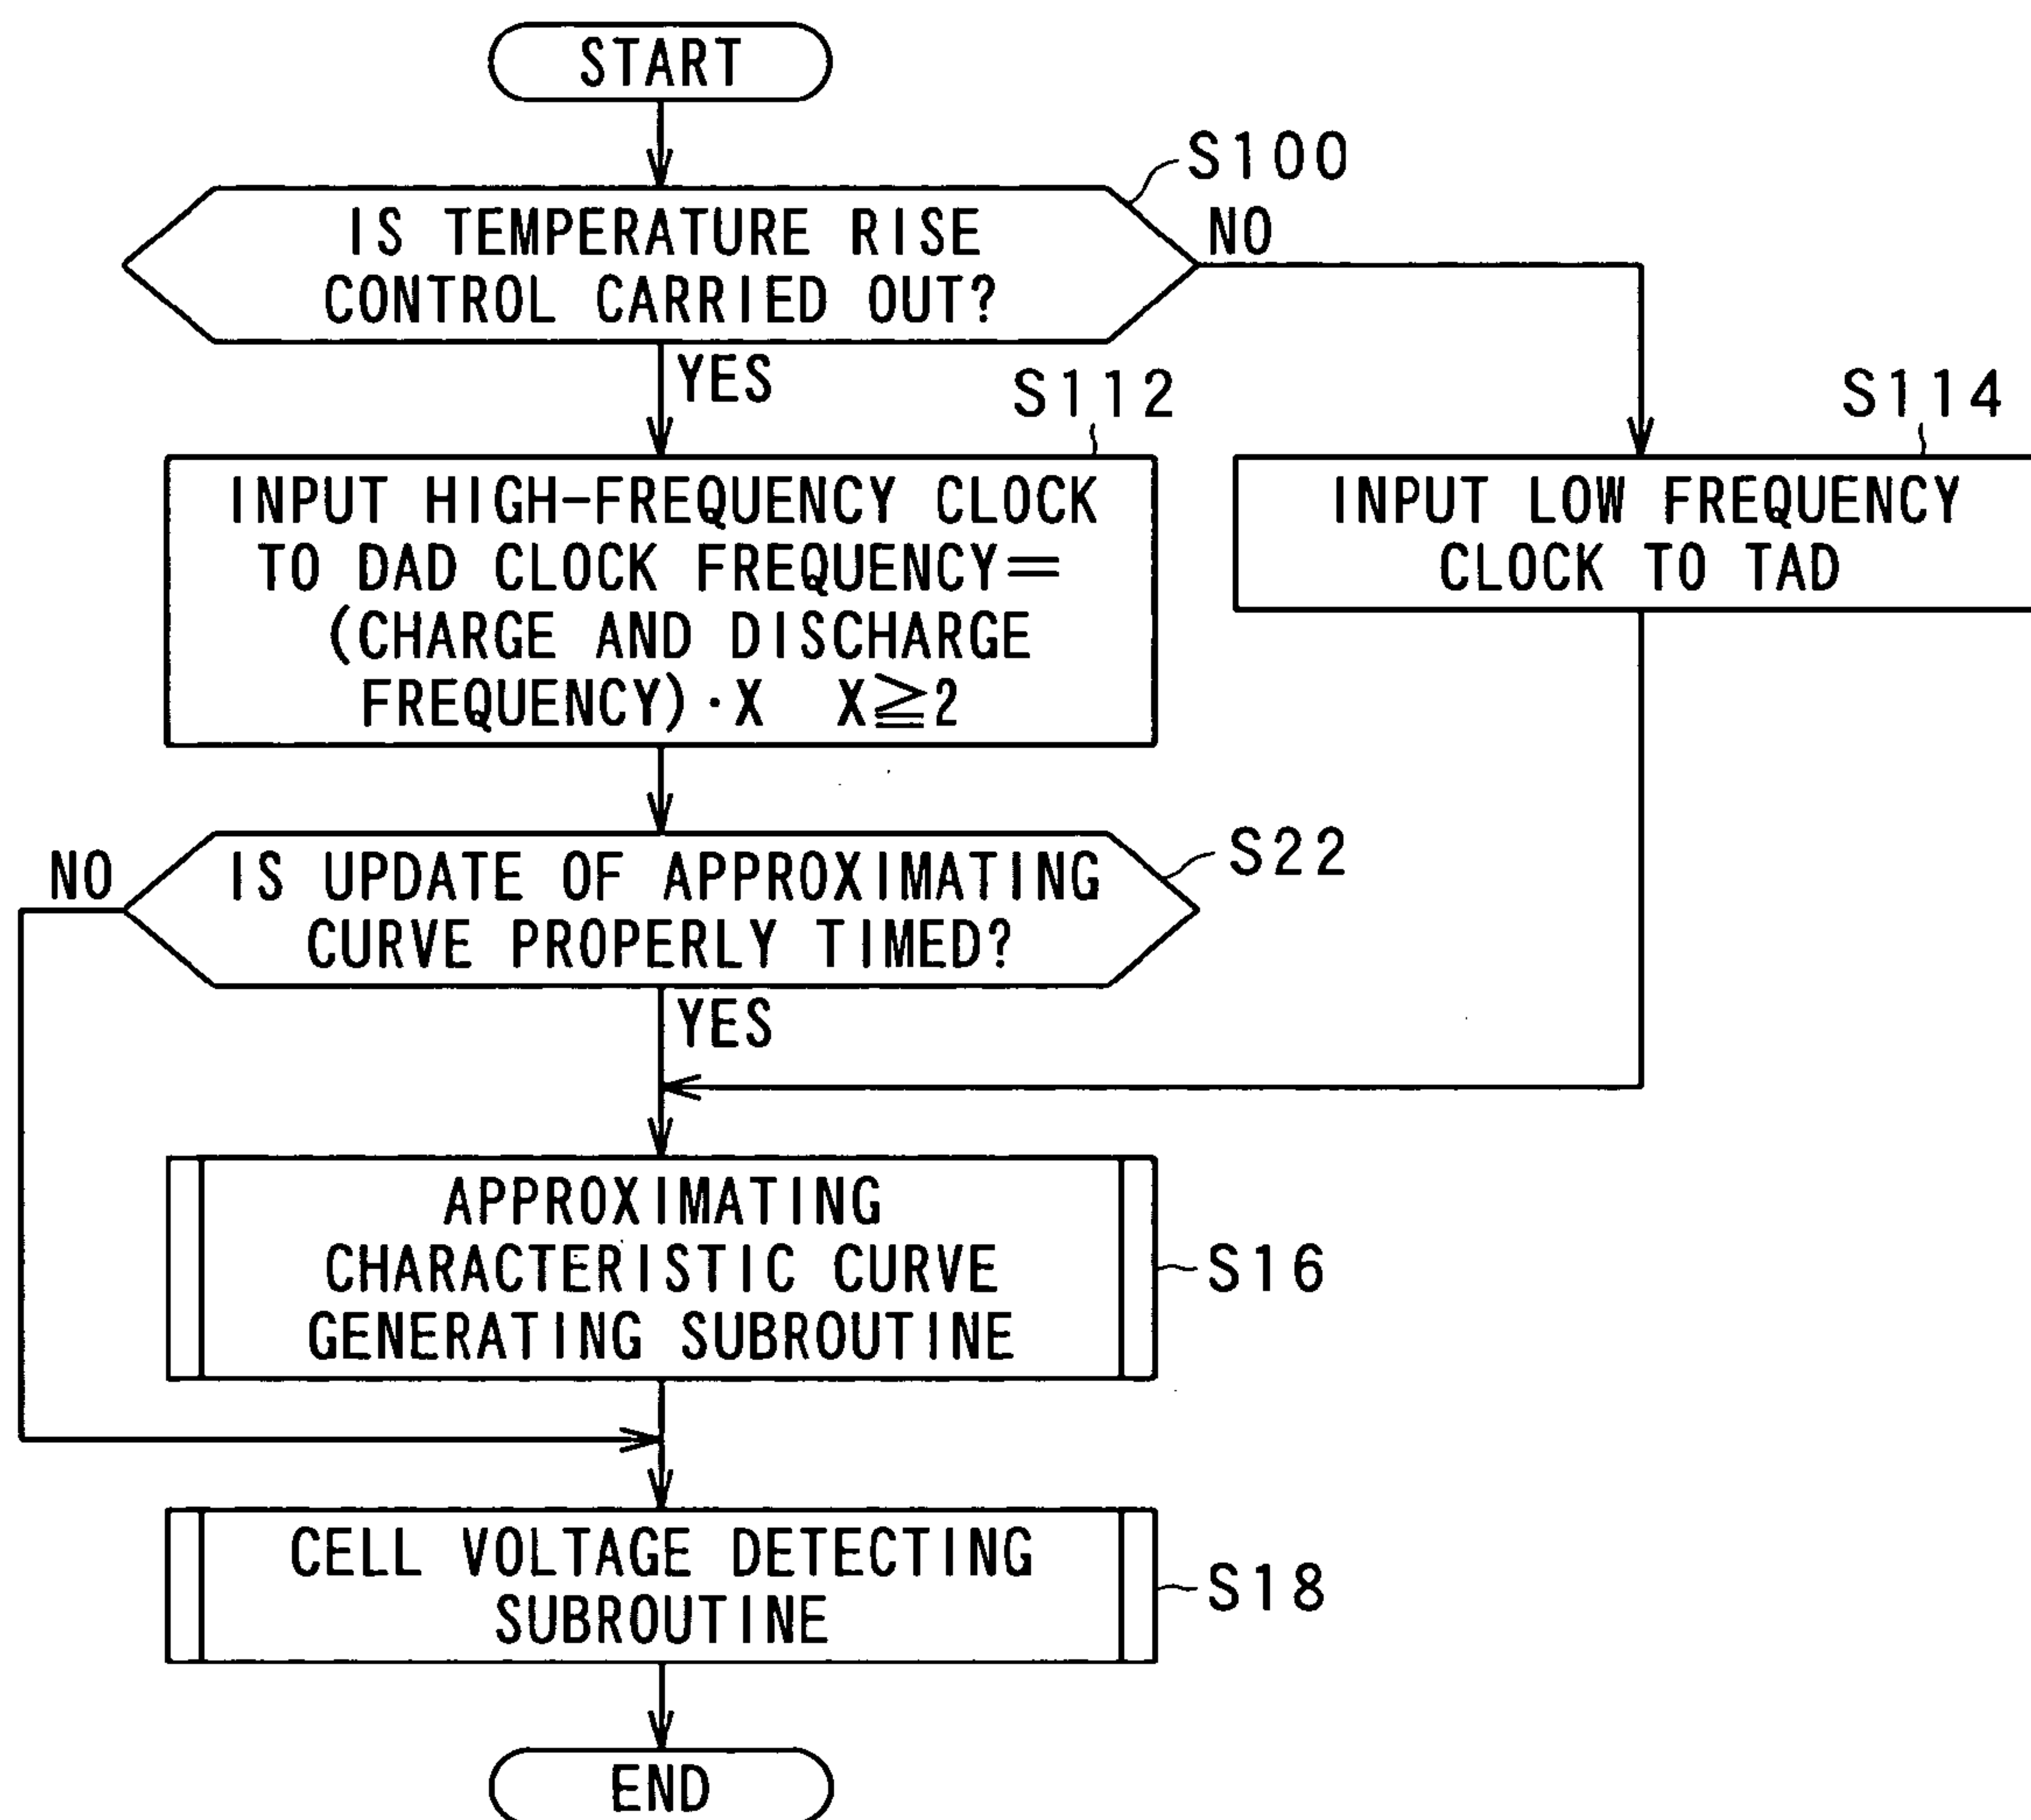 START
S100
IS TEMPERATURE RISE
CONTROL CARRIED OUT?
NO
YES
S112
S114
INPUT HIGH-FREQUENCY CLOCK
TO DAD CLOCK FREQUENCY=
(CHARGE AND DISCHARGE
FREQUENCY)·X X≧2
INPUT LOW FREQUENCY
CLOCK TO TAD
S22
NO
IS UPDATE OF APPROXIMATING
CURVE PROPERLY TIMED?
YES
APPROXIMATING
CHARACTERISTIC CURVE
GENERATING SUBROUTINE
S16
CELL VOLTAGE DETECTING
SUBROUTINE
S18
END